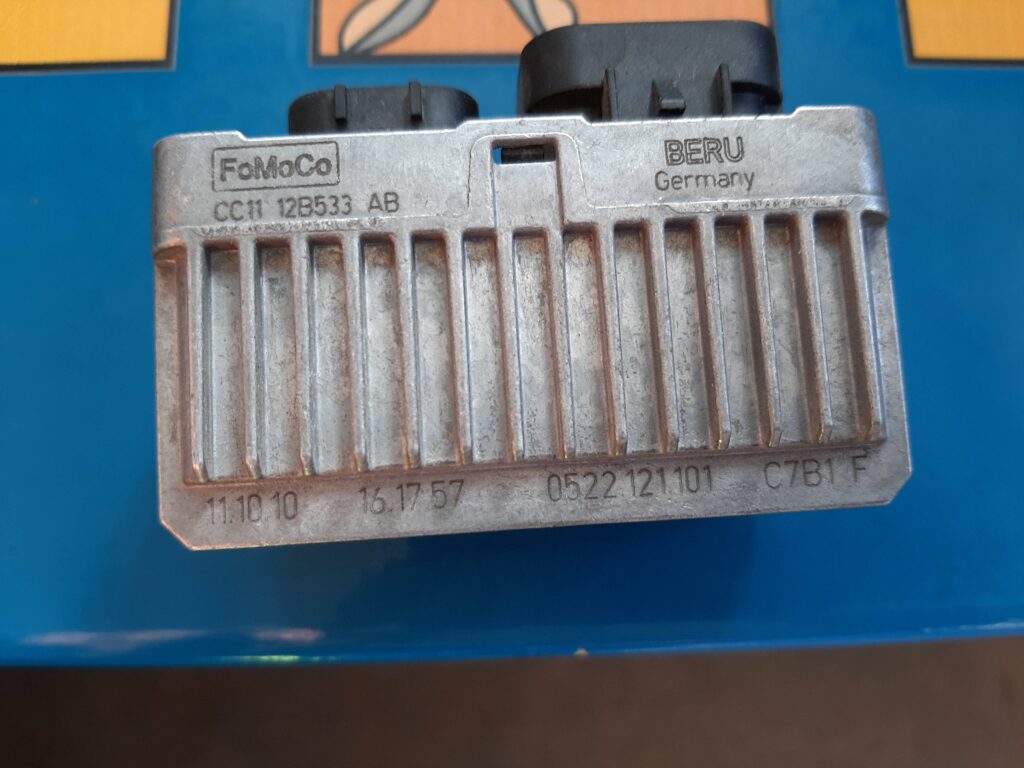 FoMoCo
BERU
Germany
CC11 12B533 AB
11.10.10 16.17 57 0522 121 101 C7B1 F